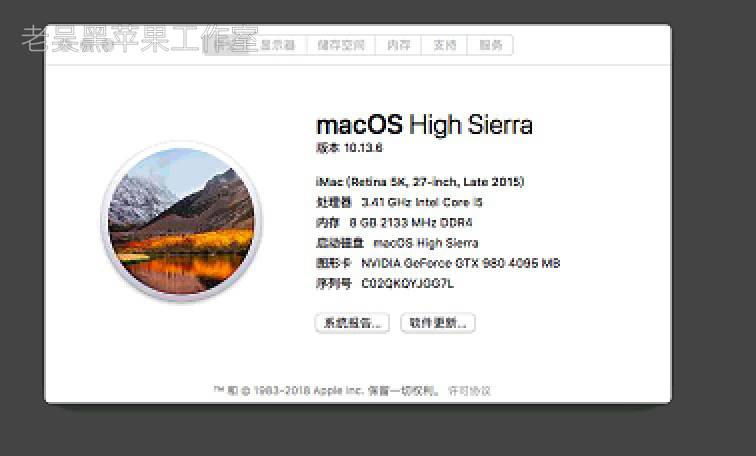 老吴黑苹果工作室
显示器 储存空间 内存 支持 服务
macOS High Sierra
版本 10.13.6
iMac (Retina 5K, 27-inch, Late 2015)
处理器 3.41 GHz Intel Core i5
内存 8 GB 2133 MHz DDR4
启动磁盘 macOS High Sierra
图形卡 NVIDIA GeForce GTX 980 4095 MB
序列号 C02QKQYJGG7L
系统报告... 软件更新...
™ 和 © 1983-2018 Apple Inc. 保留一切权利。 许可协议